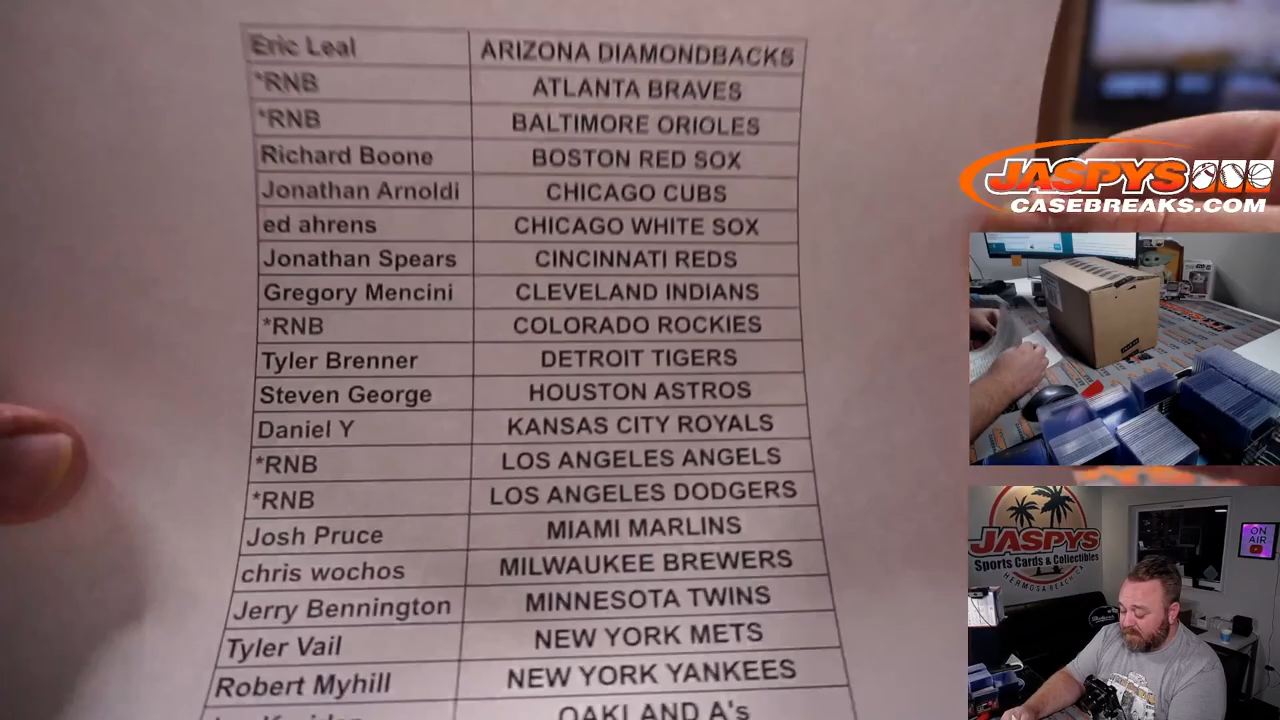 Eric Leal ARIZONA DIAMONDBACKS
*RNB ATLANTA BRAVES
*RNB BALTIMORE ORIOLES
Richard Boone BOSTON RED SOX
Jonathan Arnoldi CHICAGO CUBS
ed ahrens CHICAGO WHITE SOX
Jonathan Spears CINCINNATI REDS
Gregory Mencini CLEVELAND INDIANS
*RNB COLORADO ROCKIES
Tyler Brenner DETROIT TIGERS
Steven George HOUSTON ASTROS
Daniel Y KANSAS CITY ROYALS
*RNB LOS ANGELES ANGELS
*RNB LOS ANGELES DODGERS
Josh Pruce MIAMI MARLINS
chris wochos MILWAUKEE BREWERS
Jerry Bennington MINNESOTA TWINS
Tyler Vail NEW YORK METS
Robert Myhill NEW YORK YANKEES
OAKLAND A's
JASPYS
CASEBREAKS.COM
JASPYS
Sports Cards & Collectibles
HERMOSA BEACH CA
ON
AIR